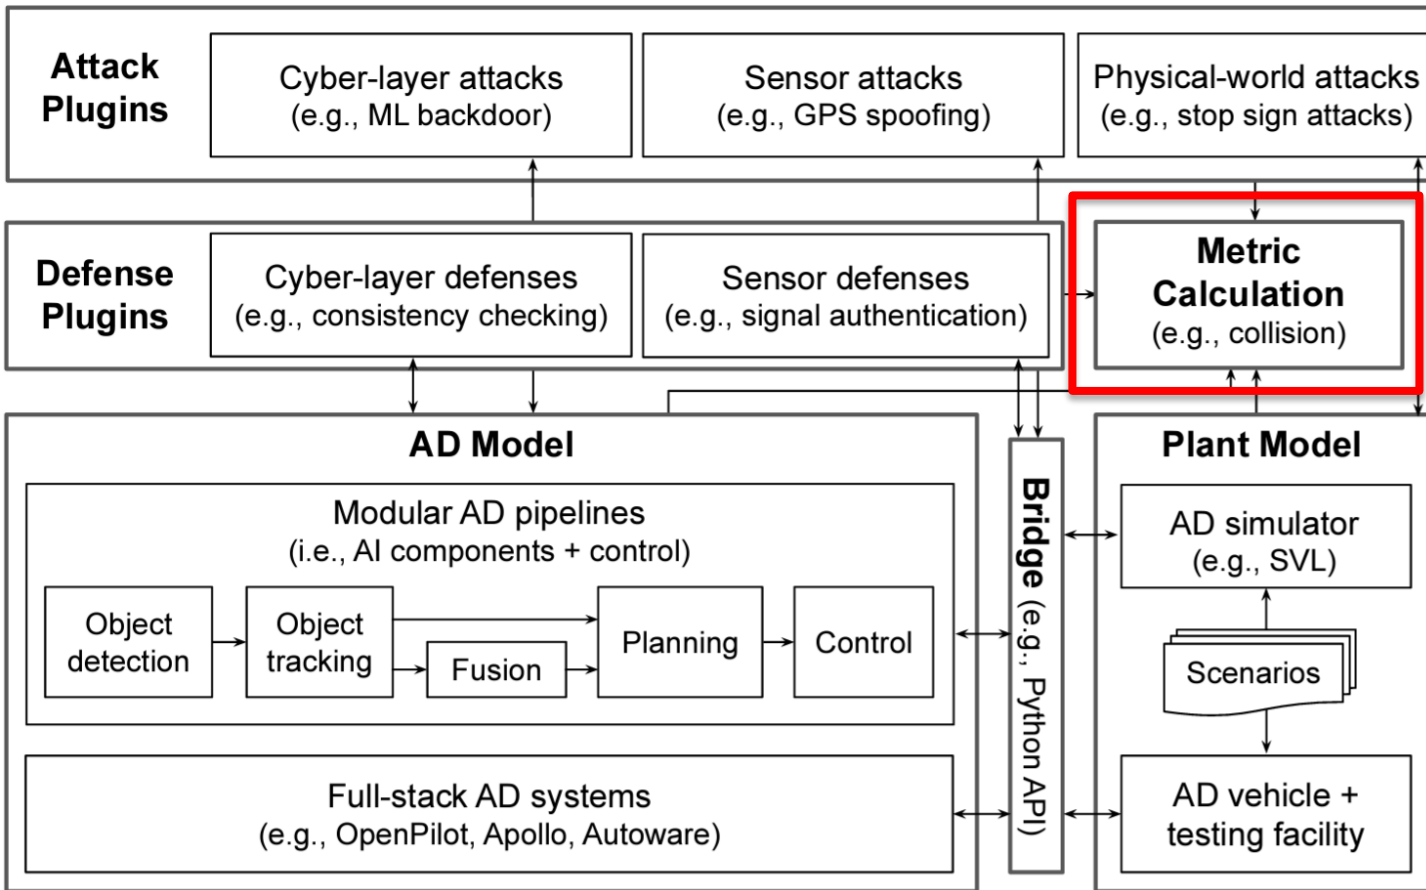 Attack
Plugins
Cyber-layer attacks
(e.g., ML backdoor)
Sensor attacks
(e.g., GPS spoofing)
Physical-world attacks
(e.g., stop sign attacks)
Defense
Plugins
Cyber-layer defenses
(e.g., consistency checking)
Sensor defenses
(e.g., signal authentication)
Metric
Calculation
(e.g., collision)
AD Model
Modular AD pipelines
(i.e., AI components + control)
Object
detection
Object
tracking
Fusion
Planning
Control
Full-stack AD systems
(e.g., OpenPilot, Apollo, Autoware)
Bridge (e.g., Python API)
Plant Model
AD simulator
(e.g., SVL)
Scenarios
AD vehicle +
testing facility